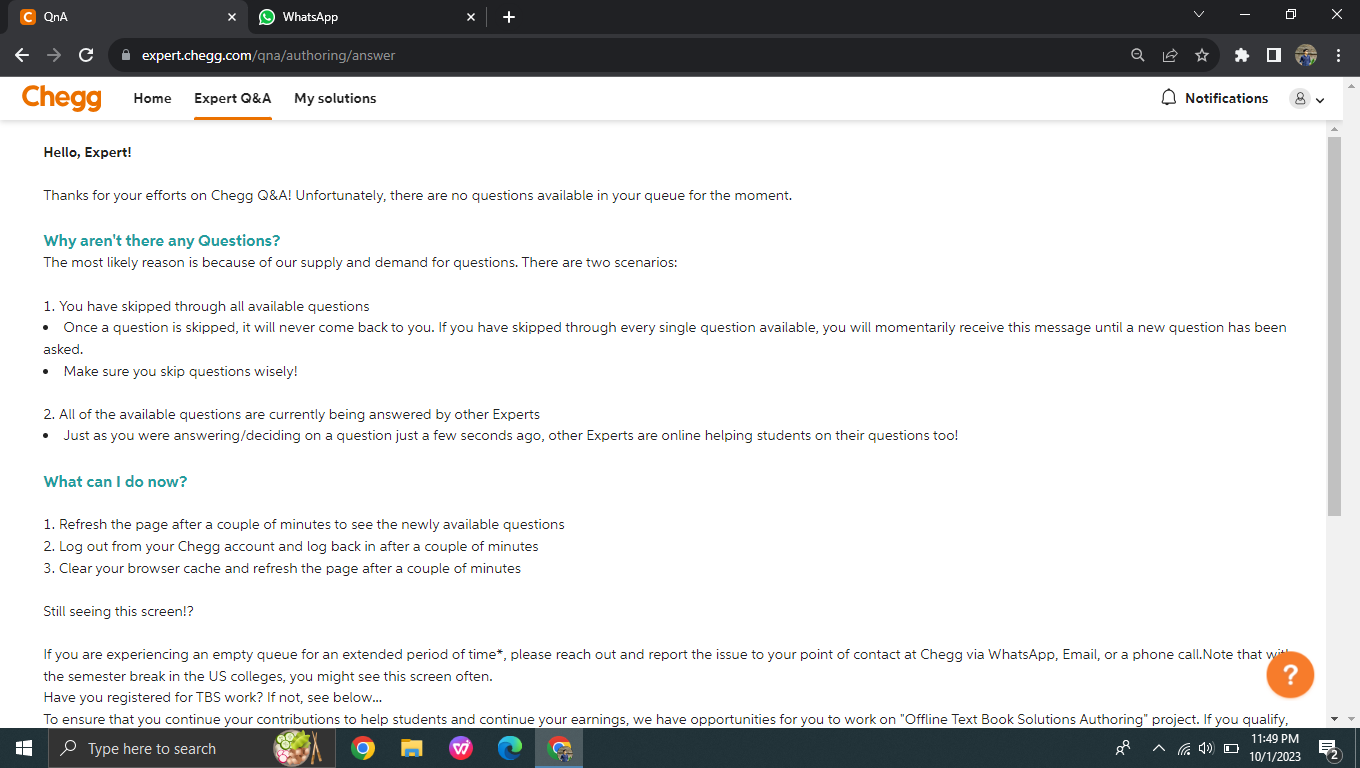 QnA
WhatsApp
expert.chegg.com/qna/authoring/answer
Chegg
Home Expert Q&A My solutions
Notifications
Hello, Expert!
Thanks for your efforts on Chegg Q&A! Unfortunately, there are no questions available in your queue for the moment.
Why aren't there any Questions?
The most likely reason is because of our supply and demand for questions. There are two scenarios:
1. You have skipped through all available questions
• Once a question is skipped, it will never come back to you. If you have skipped through every single question available, you will momentarily receive this message until a new question has been
asked.
• Make sure you skip questions wisely!
2. All of the available questions are currently being answered by other Experts
• Just as you were answering/deciding on a question just a few seconds ago, other Experts are online helping students on their questions too!
What can I do now?
1. Refresh the page after a couple of minutes to see the newly available questions
2. Log out from your Chegg account and log back in after a couple of minutes
3. Clear your browser cache and refresh the page after a couple of minutes
Still seeing this screen!?
If you are experiencing an empty queue for an extended period of time*, please reach out and report the issue to your point of contact at Chegg via WhatsApp, Email, or a phone call.Note that with
the semester break in the US colleges, you might see this screen often.
?
Have you registered for TBS work? If not, see below...
To ensure that you continue your contributions to help students and continue your earnings, we have opportunities for you to work on "Offline Text Book Solutions Authoring" project. If you qualify,
Type here to search
11:49 PM
10/1/2023
2